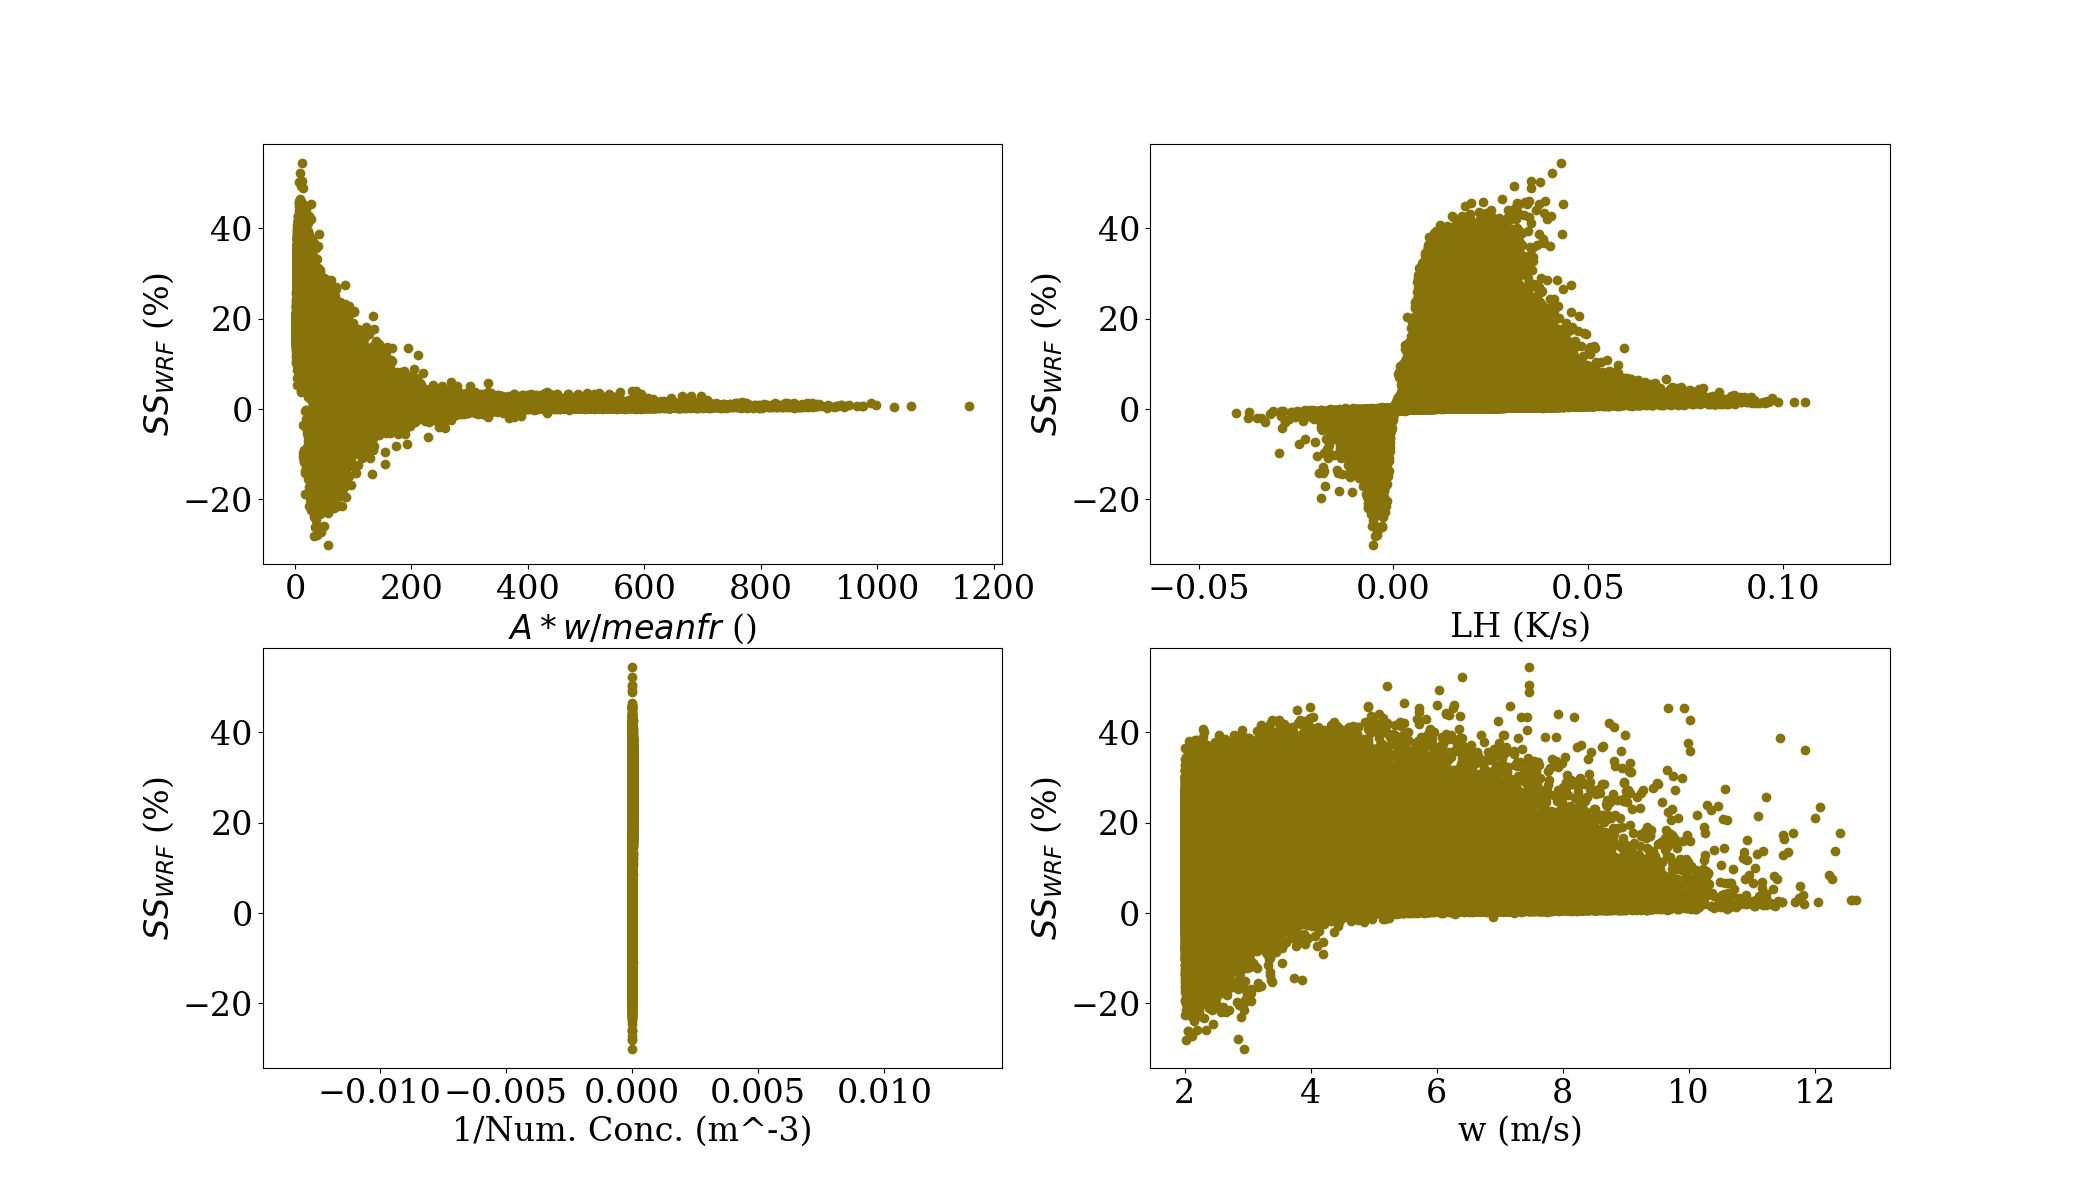 40
20
0
−20
SS_WRF (%)
0 200 400 600 800 1000 1200
A * w/meanfr ()
40
20
0
−20
SS_WRF (%)
−0.05 0.00 0.05 0.10
LH (K/s)
40
20
0
−20
SS_WRF (%)
−0.010 −0.005 0.000 0.005 0.010
1/Num. Conc. (m^-3)
40
20
0
−20
SS_WRF (%)
2 4 6 8 10 12
w (m/s)